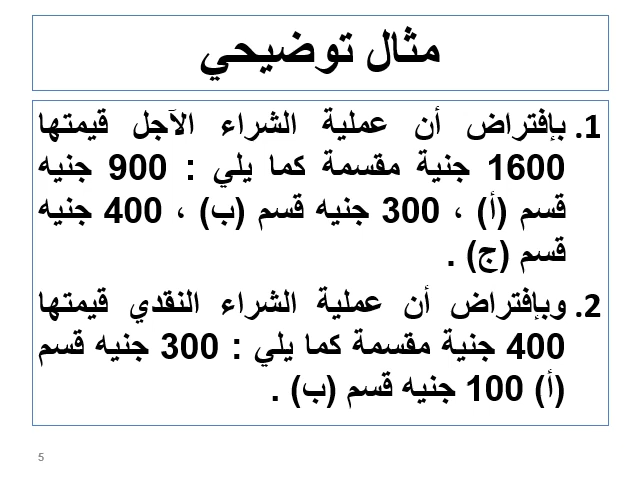 مثال توضيحي
1. بإفتراض أن عملية الشراء الآجل قيمتها
1600 جنية مقسمة كما يلي : 900 جنيه
قسم (أ) ، 300 جنيه قسم (ب) ، 400 جنيه
قسم (ج) .
2. وبإفتراض أن عملية الشراء النقدي قيمتها
400 جنية مقسمة كما يلي : 300 جنيه قسم
(أ) 100 جنيه قسم (ب) .
5